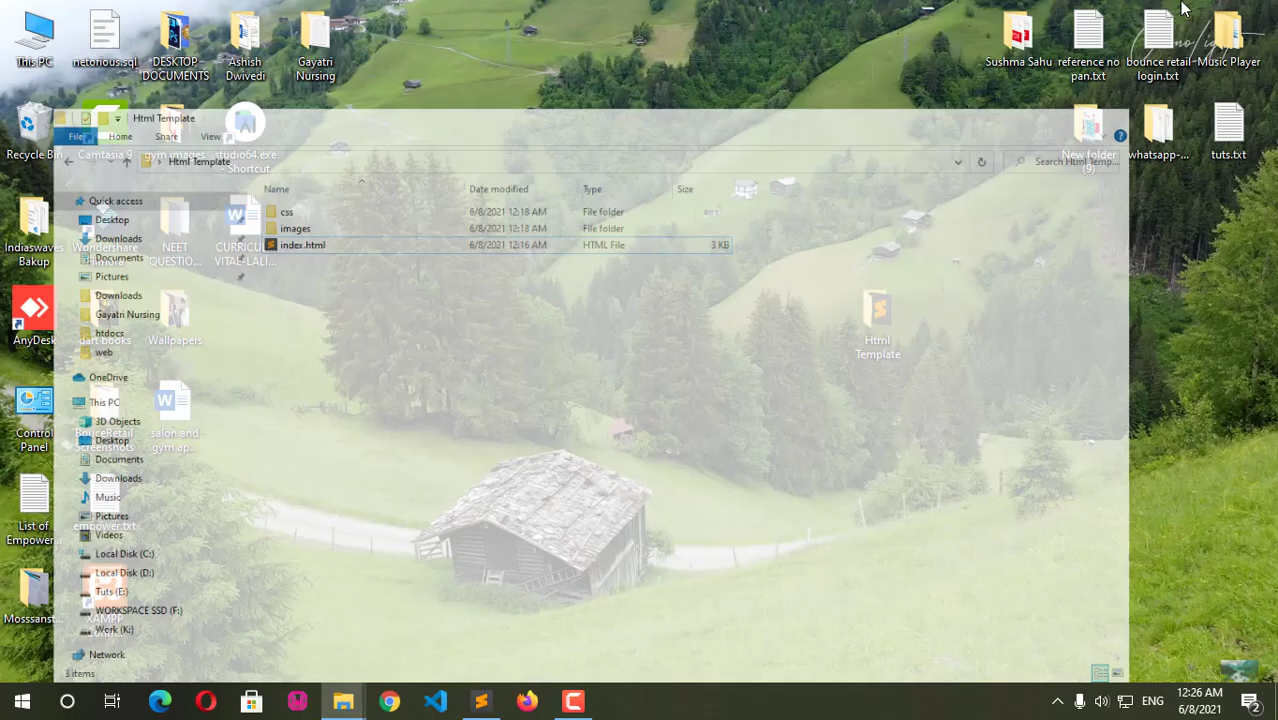 This PC
netorious.sql
DESKTOP
DOCUMENTS
Ashish
Dwivedi
Gayatri
Nursing
Sushma Sahu
reference no
pan.txt
bounce retail
login.txt
Music Player
Html Template
File
Home
Share
View
Recycle Bin
Camtasia 9
gym images
studio64.exe
- Shortcut
New folder
(9)
whatsapp-...
tuts.txt
Html Template
Search Html Temp...
Name
Date modified
Type
Size
Quick access
css
6/8/2021 12:18 AM
File folder
images
6/8/2021 12:18 AM
File folder
index.html
6/8/2021 12:16 AM
HTML File
3 KB
Desktop
Downloads
Documents
Pictures
Downloads
Gayatri Nursing
htdocs
web
OneDrive
This PC
3D Objects
Desktop
Documents
Downloads
Music
Pictures
Videos
Local Disk (C:)
Local Disk (D:)
Tuts (E:)
WORKSPACE SSD (F:)
Work (K:)
Network
Indiaswaves
Bakup
Wondershare
Filmora
NEET
QUESTIO...
CURRICUL...
VITAE-LALI...
AnyDesk
dart books
Wallpapers
Html
Template
Control
Panel
BouceRetail
Screenshots
salon and
gym ap...
List of
Empower...
empower.txt
Mosssanst...
XAMPP
3 items
ENG
12:26 AM
6/8/2021
2